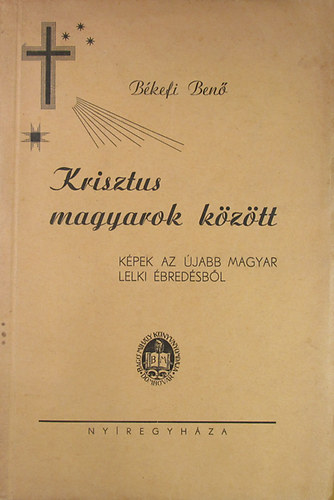 Békefi Benő
Krisztus
magyarok között
KÉPEK AZ ÚJABB MAGYAR
LELKI ÉBREDÉSBŐL
B M
NYÍREGYHÁZA